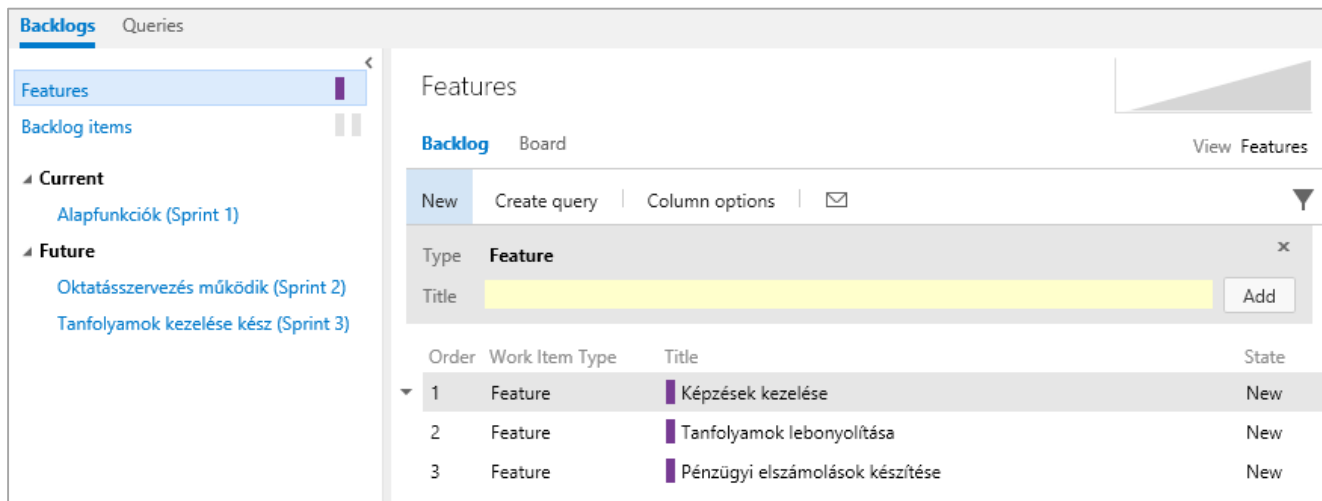 Backlogs Queries
Features
Backlog items
Current
Alapfunkciók (Sprint 1)
Future
Oktatásszervezés működik (Sprint 2)
Tanfolyamok kezelése kész (Sprint 3)
Features
Backlog Board View Features
New Create query Column options
Type Feature
Title Add
Order Work Item Type Title State
1 Feature Képzések kezelése New
2 Feature Tanfolyamok lebonyolítása New
3 Feature Pénzügyi elszámolások készítése New